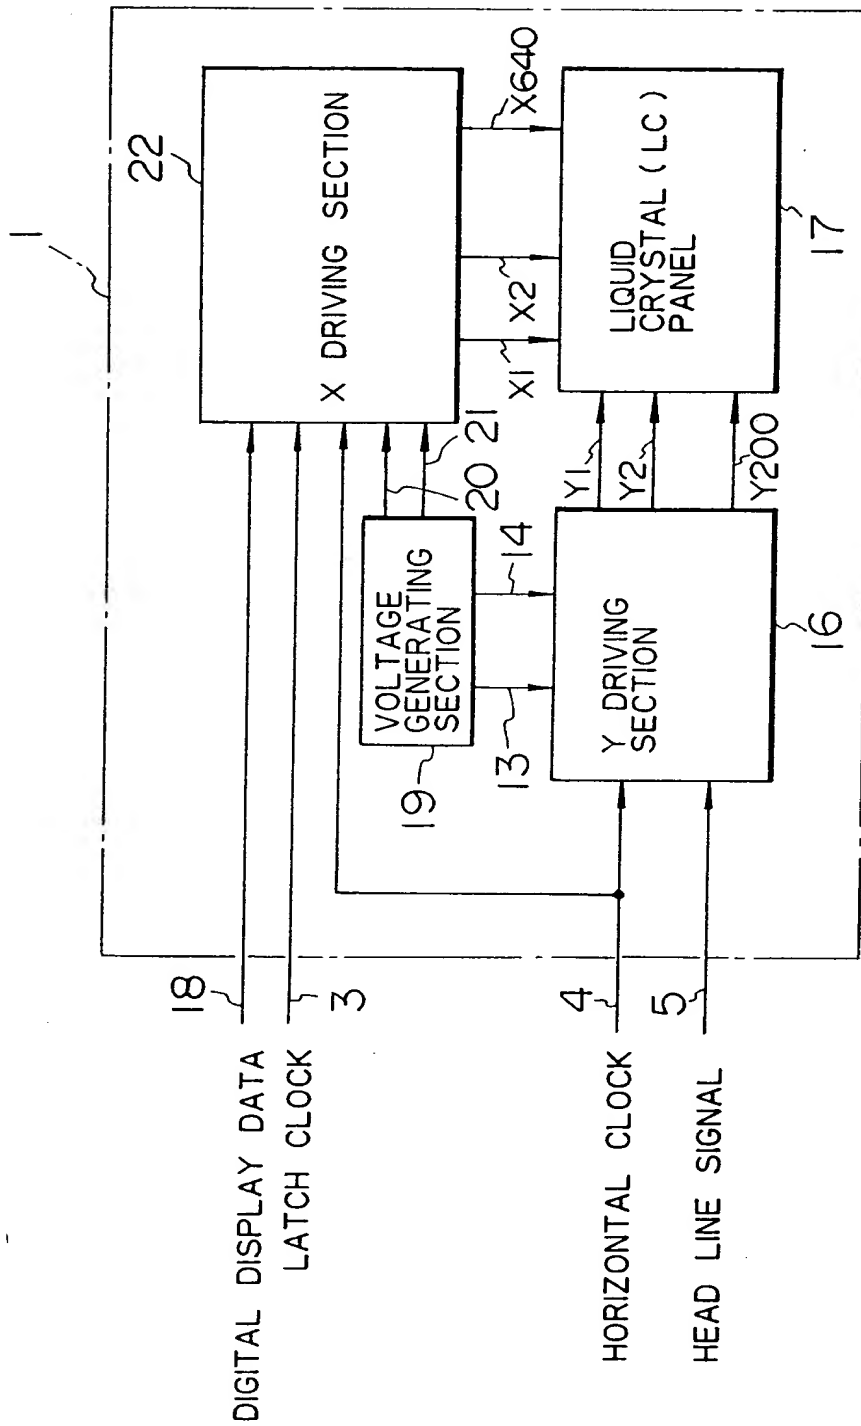 1
22
X DRIVING SECTION
DIGITAL DISPLAY DATA
18
LATCH CLOCK
3
20
21
VOLTAGE
GENERATING
SECTION
19
13
14
X1
X2
X640
HORIZONTAL CLOCK
4
HEAD LINE SIGNAL
5
Y DRIVING
SECTION
16
Y1
Y2
Y200
LIQUID
CRYSTAL (LC)
PANEL
17